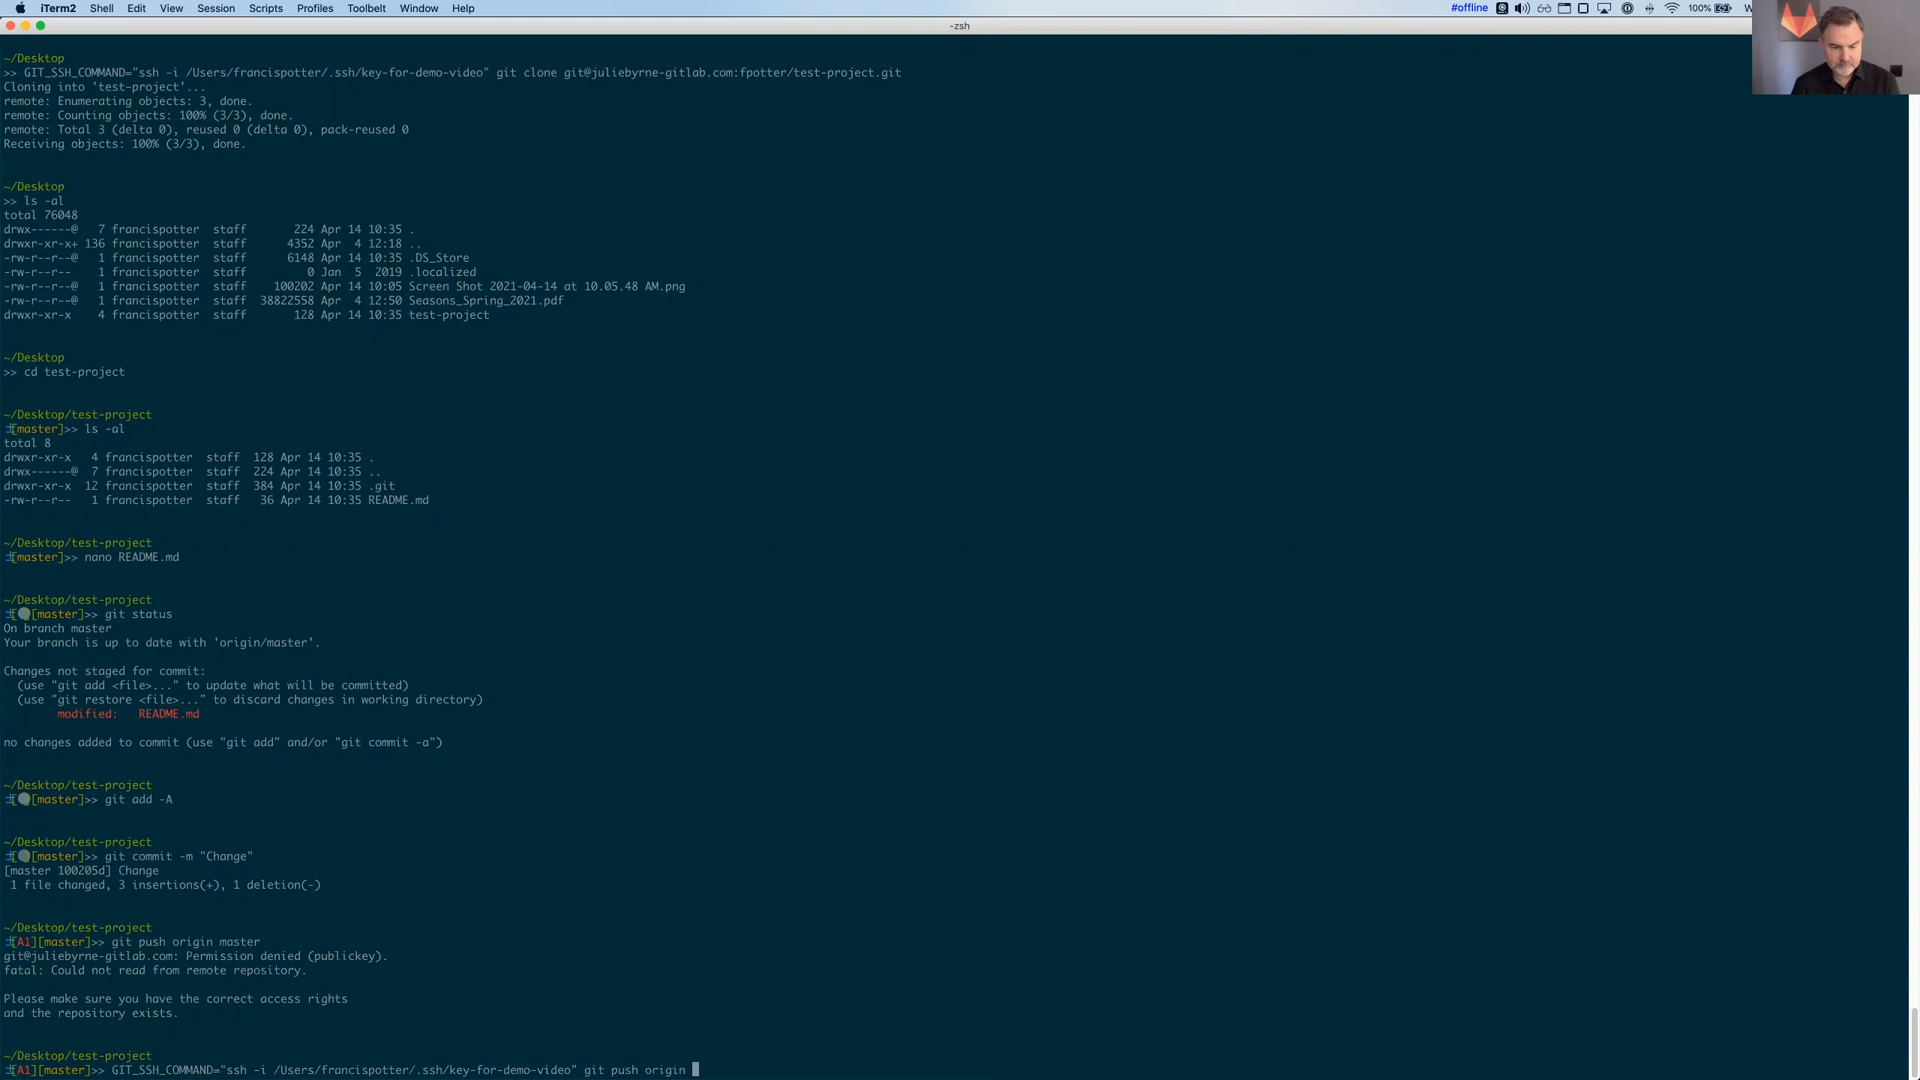 iTerm2 Shell Edit View Session Scripts Profiles Toolbelt Window Help #offline 100%
-zsh
~/Desktop
>> GIT_SSH_COMMAND="ssh -i /Users/francispotter/.ssh/key-for-demo-video" git clone git@juliebyrne-gitlab.com:fpotter/test-project.git
Cloning into 'test-project'...
remote: Enumerating objects: 3, done.
remote: Counting objects: 100% (3/3), done.
remote: Total 3 (delta 0), reused 0 (delta 0), pack-reused 0
Receiving objects: 100% (3/3), done.
~/Desktop
>> ls -al
total 76048
drwx------@ 7 francispotter staff 224 Apr 14 10:35 .
drwxr-xr-x+ 136 francispotter staff 4352 Apr 4 12:18 ..
-rw-r--r--@ 1 francispotter staff 6148 Apr 14 10:35 .DS_Store
-rw-r--r-- 1 francispotter staff 0 Jan 5 2019 .localized
-rw-r--r--@ 1 francispotter staff 100202 Apr 14 10:05 Screen Shot 2021-04-14 at 10.05.48 AM.png
-rw-r--r--@ 1 francispotter staff 38822558 Apr 4 12:50 Seasons_Spring_2021.pdf
drwxr-xr-x 4 francispotter staff 128 Apr 14 10:35 test-project
~/Desktop
>> cd test-project
~/Desktop/test-project
[master]>> ls -al
total 8
drwxr-xr-x 4 francispotter staff 128 Apr 14 10:35 .
drwx------@ 7 francispotter staff 224 Apr 14 10:35 ..
drwxr-xr-x 12 francispotter staff 384 Apr 14 10:35 .git
-rw-r--r-- 1 francispotter staff 36 Apr 14 10:35 README.md
~/Desktop/test-project
[master]>> nano README.md
~/Desktop/test-project
[master]>> git status
On branch master
Your branch is up to date with 'origin/master'.
Changes not staged for commit:
(use "git add <file>..." to update what will be committed)
(use "git restore <file>..." to discard changes in working directory)
modified: README.md
no changes added to commit (use "git add" and/or "git commit -a")
~/Desktop/test-project
[master]>> git add -A
~/Desktop/test-project
[master]>> git commit -m "Change"
[master 100205d] Change
1 file changed, 3 insertions(+), 1 deletion(-)
~/Desktop/test-project
[A1][master]>> git push origin master
git@juliebyrne-gitlab.com: Permission denied (publickey).
fatal: Could not read from remote repository.
Please make sure you have the correct access rights
and the repository exists.
~/Desktop/test-project
[A1][master]>> GIT_SSH_COMMAND="ssh -i /Users/francispotter/.ssh/key-for-demo-video" git push origin